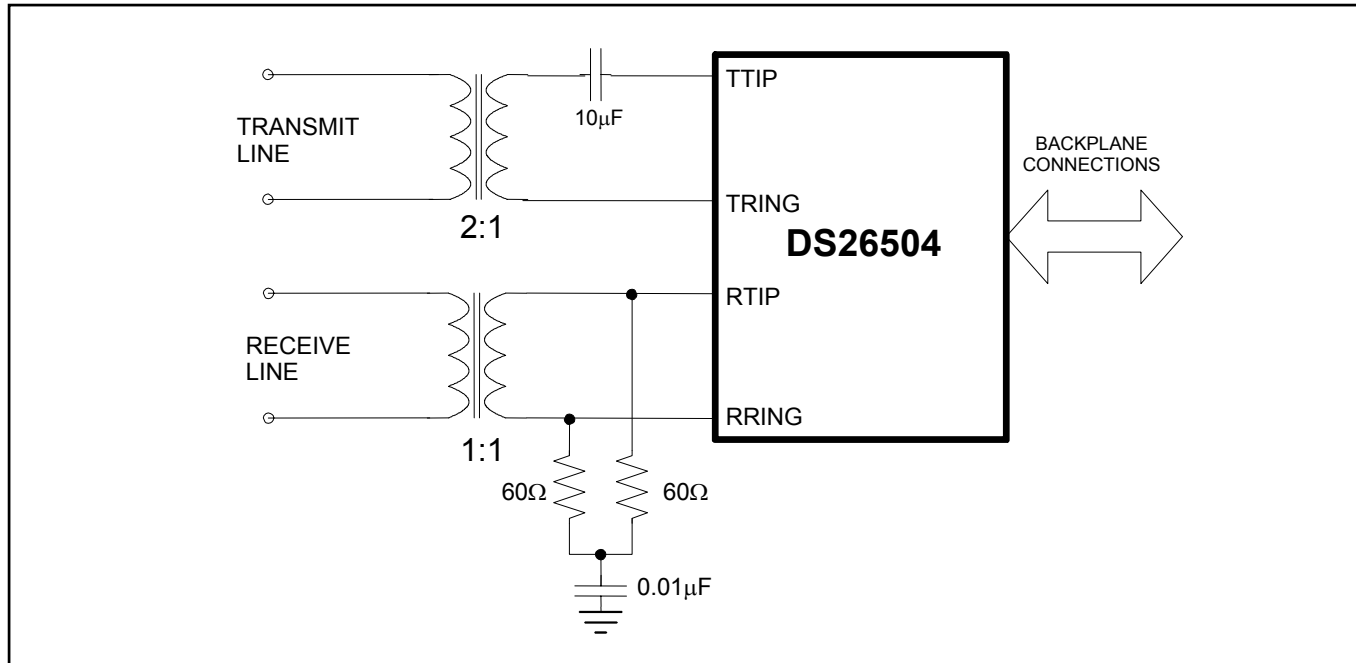 TTIP
10μF
TRANSMIT
LINE
BACKPLANE
CONNECTIONS
TRING
2:1
DS26504
RTIP
RECEIVE
LINE
RRING
1:1
60Ω
60Ω
0.01μF